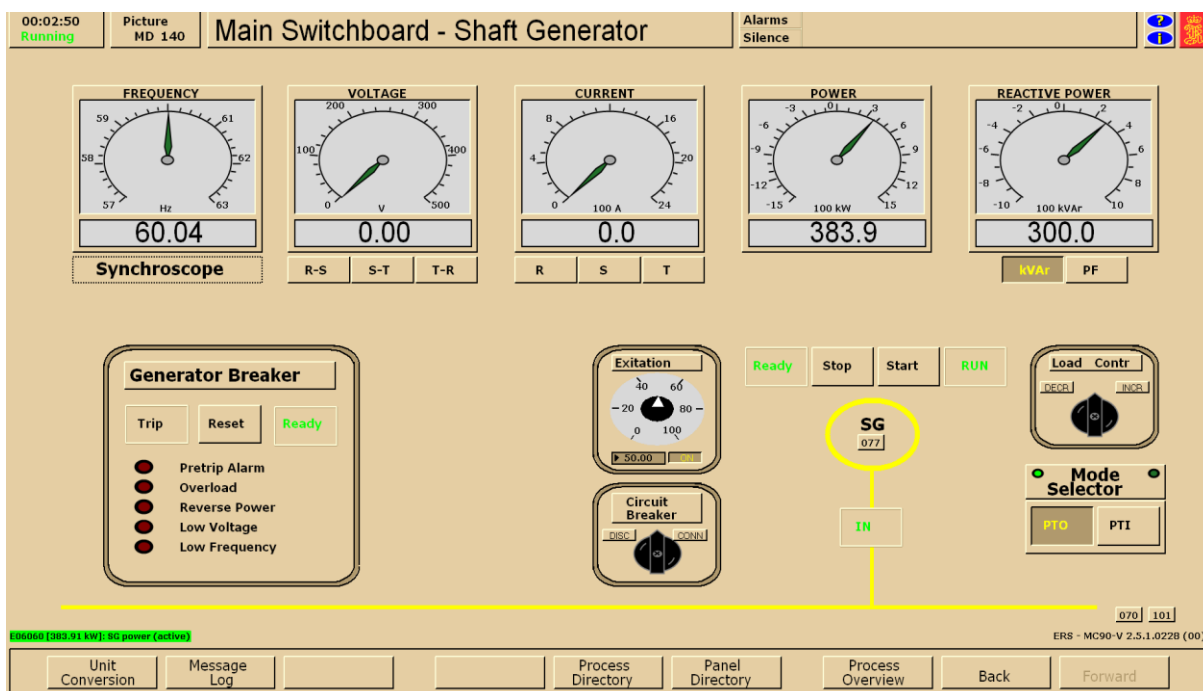 00:02:50
Running
Picture
MD 140
Main Switchboard - Shaft Generator
Alarms
Silence
?
i
FREQUENCY
57 58 59 61 62 63
Hz
60.04
Synchroscope
VOLTAGE
0 100 200 300 400 500
V
0.00
R-S S-T T-R
CURRENT
0 4 8 16 20 24
100 A
0.0
R S T
POWER
-15 -12 -9 -6 -3 0 3 6 9 12 15
100 kW
383.9
REACTIVE POWER
-10 -8 -6 -4 -2 0 2 4 6 8 10
100 kVAr
300.0
kVAr PF
Generator Breaker
Trip Reset Ready
Pretrip Alarm
Overload
Reverse Power
Low Voltage
Low Frequency
Exitation
0 20 40 60 80 100
50.00 ON
Circuit
Breaker
DISC CONN
Ready Stop Start RUN
SG
077
IN
Load Contr
DECR INCR
Mode
Selector
PTO PTI
070 101
E06060 [383.91 kW]: SG power (active)
ERS - MC90-V 2.5.1.0228 (00)
Unit
Conversion
Message
Log
Process
Directory
Panel
Directory
Process
Overview
Back
Forward